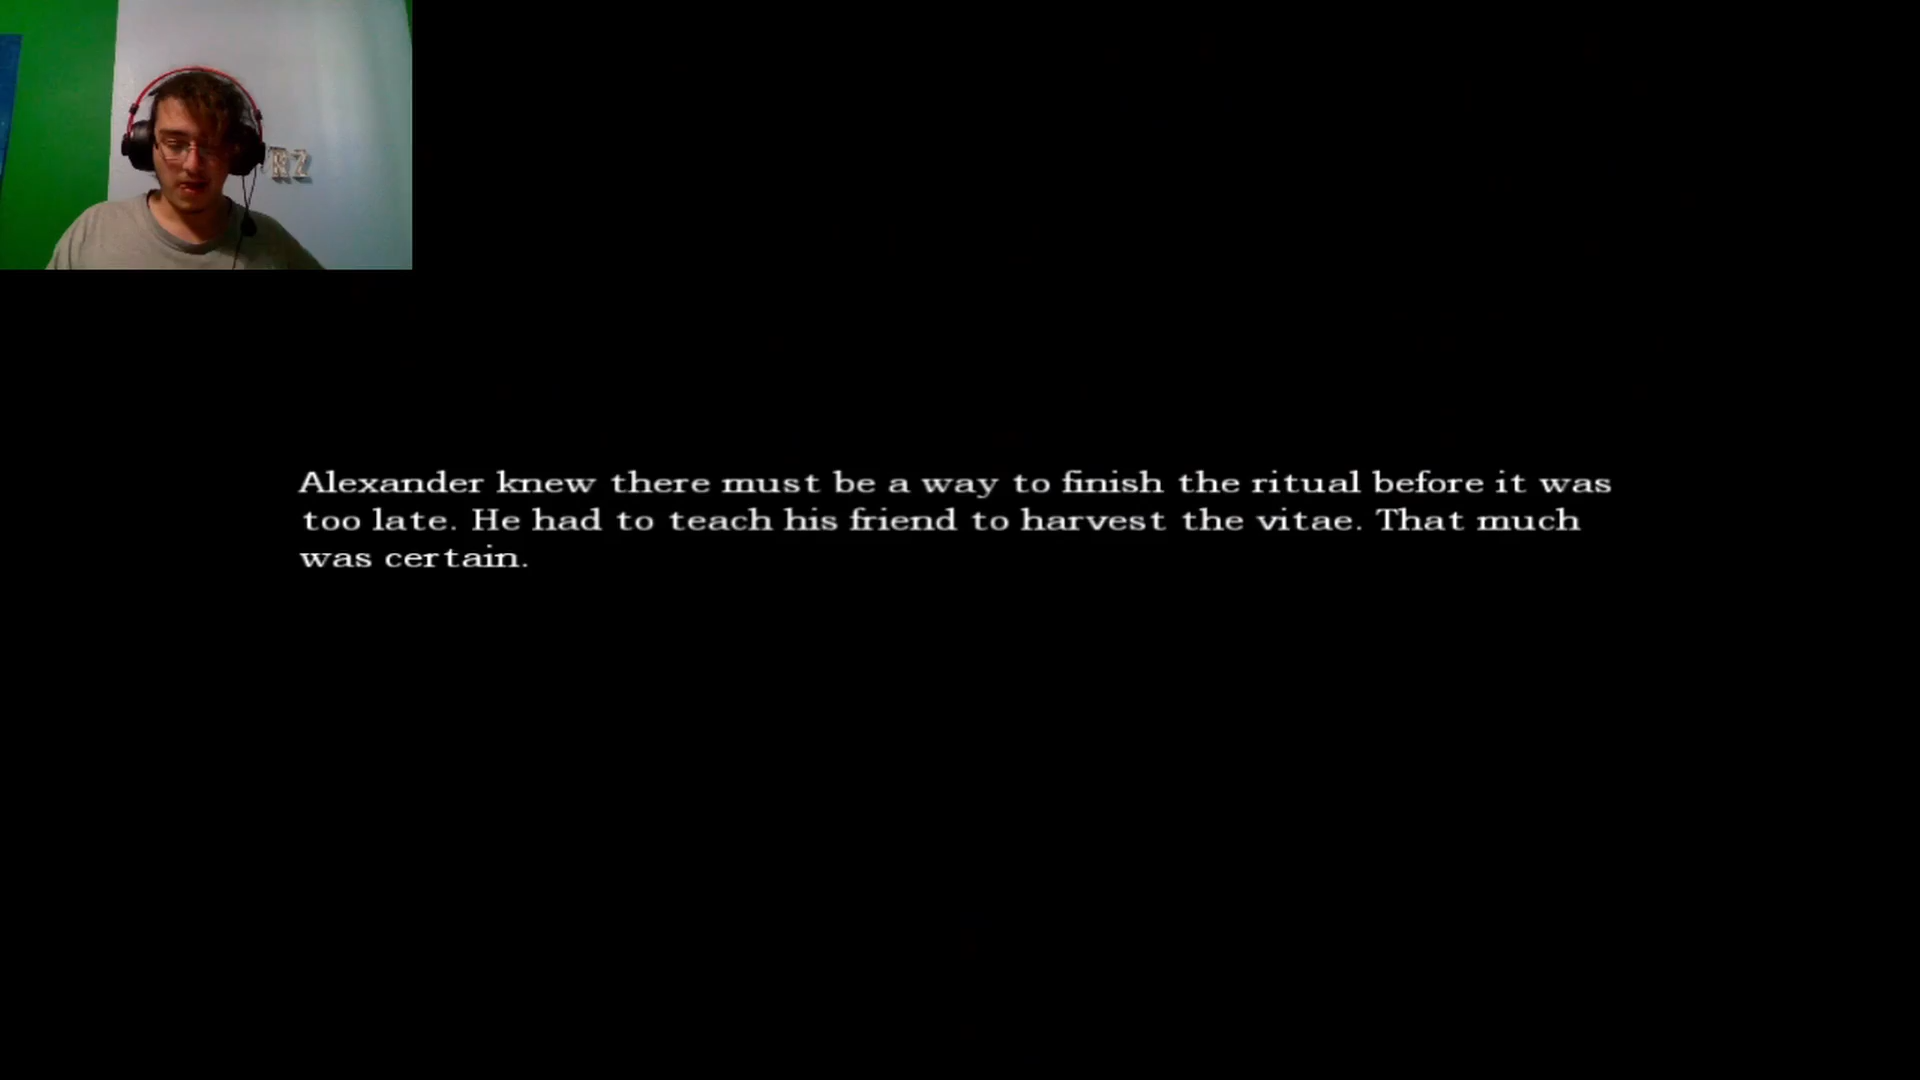 R2
Alexander knew there must be a way to finish the ritual before it was
too late. He had to teach his friend to harvest the vitae. That much
was certain.